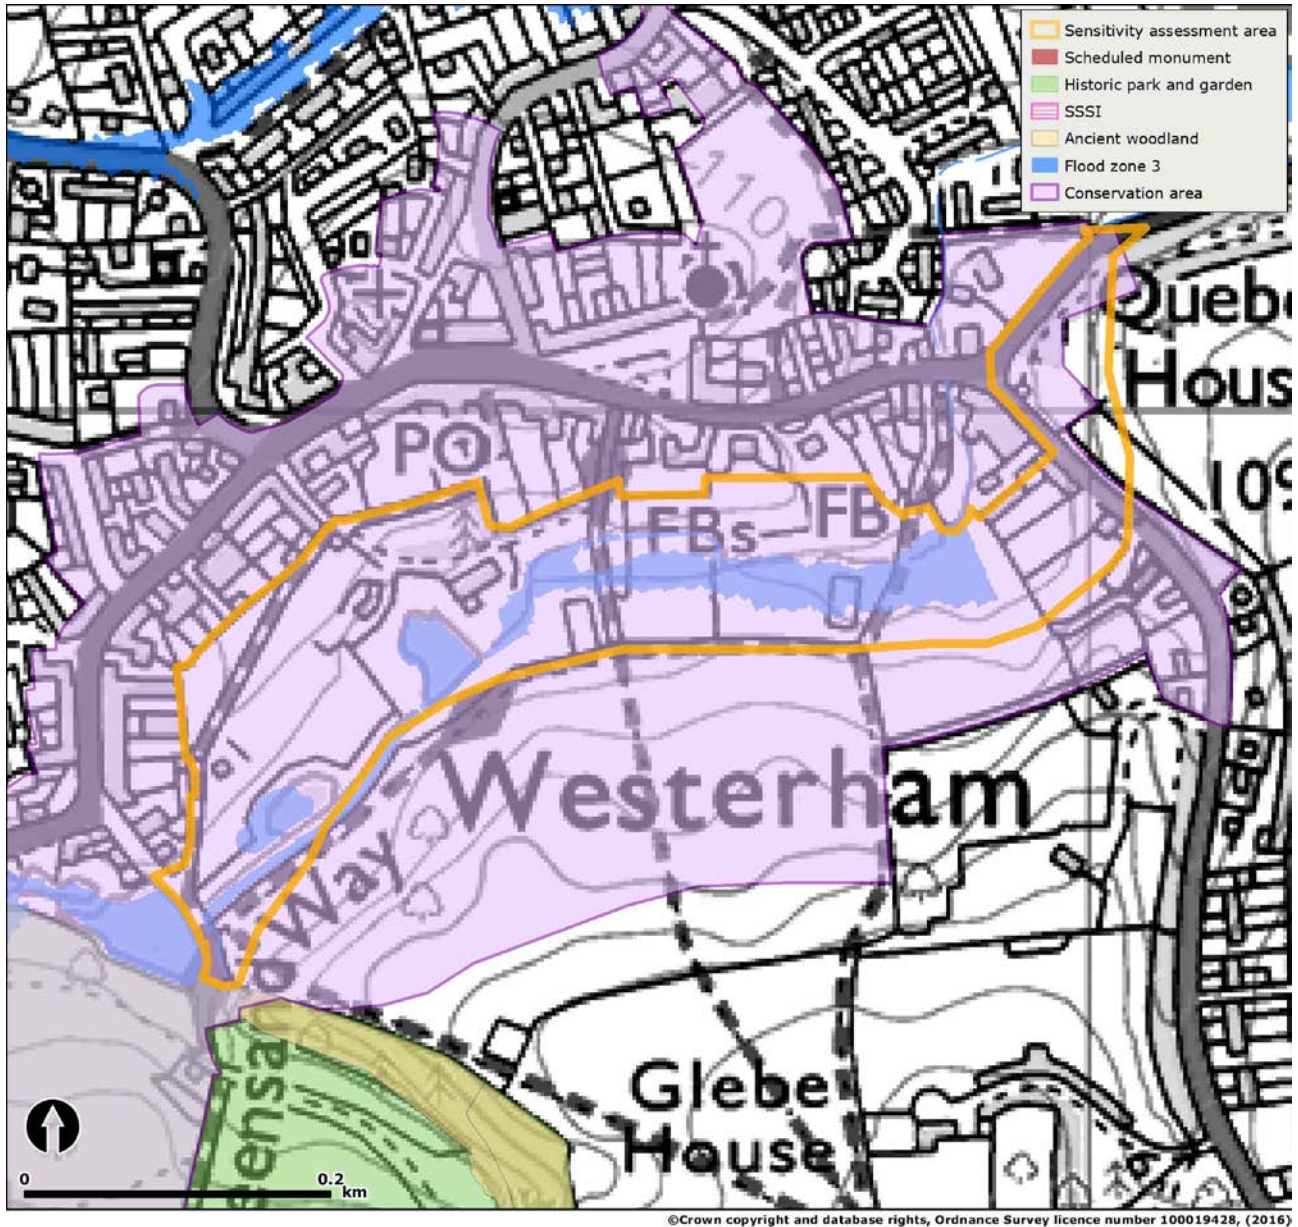 Sensitivity assessment area
Scheduled monument
Historic park and garden
SSSI
Ancient woodland
Flood zone 3
Conservation area
110
Quebe
Hous
109
PO
FBs
FB
Westerham
Way
Glebe
House
ensan
0 0.2
km
©Crown copyright and database rights, Ordnance Survey licence number 100019428, (2016)